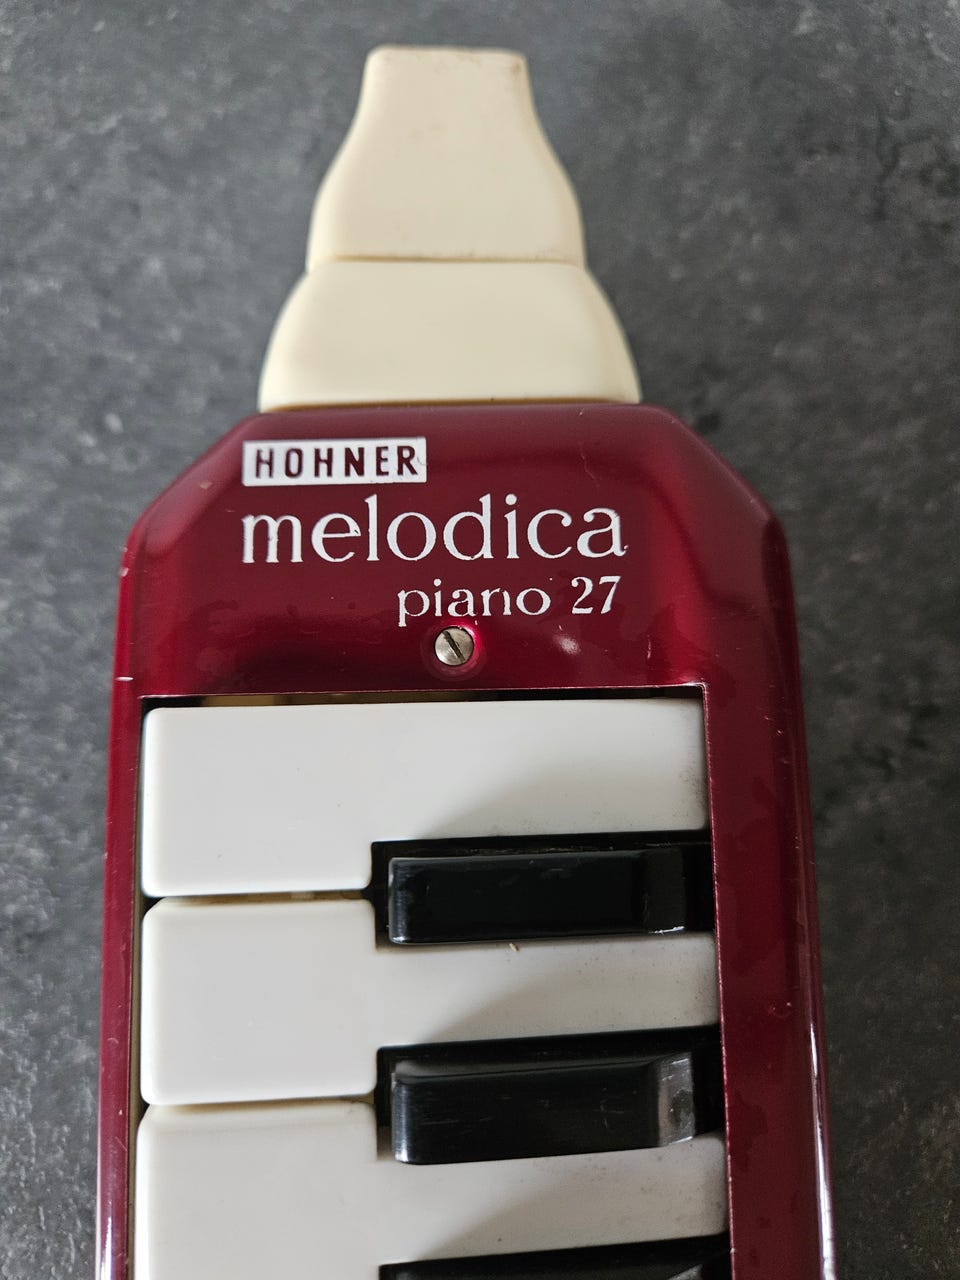 HOHNER
melodica
piano 27